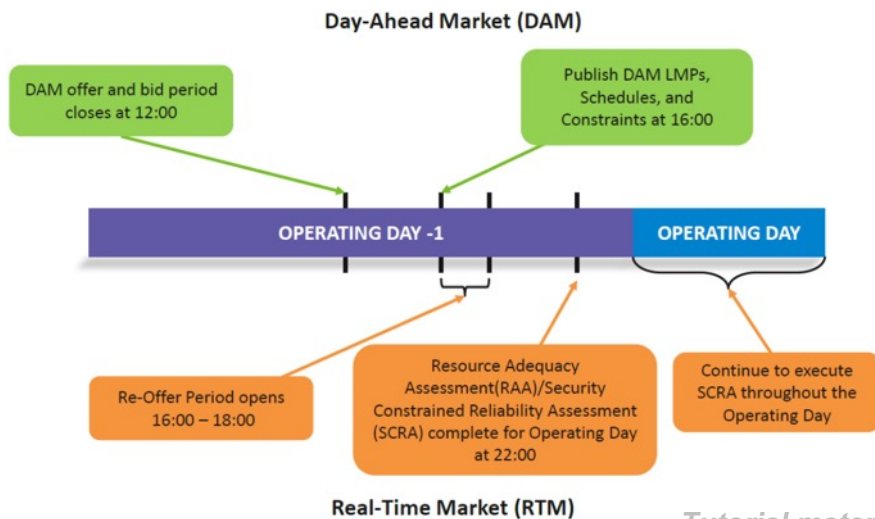 Day-Ahead Market (DAM)
DAM offer and bid period
closes at 12:00
Publish DAM LMPs,
Schedules, and
Constraints at 16:00
OPERATING DAY -1
OPERATING DAY
Re-Offer Period opens
16:00 – 18:00
Resource Adequacy
Assessment(RAA)/Security
Constrained Reliability Assessment
(SCRA) complete for Operating Day
at 22:00
Continue to execute
SCRA throughout the
Operating Day
Real-Time Market (RTM)
Tutorial